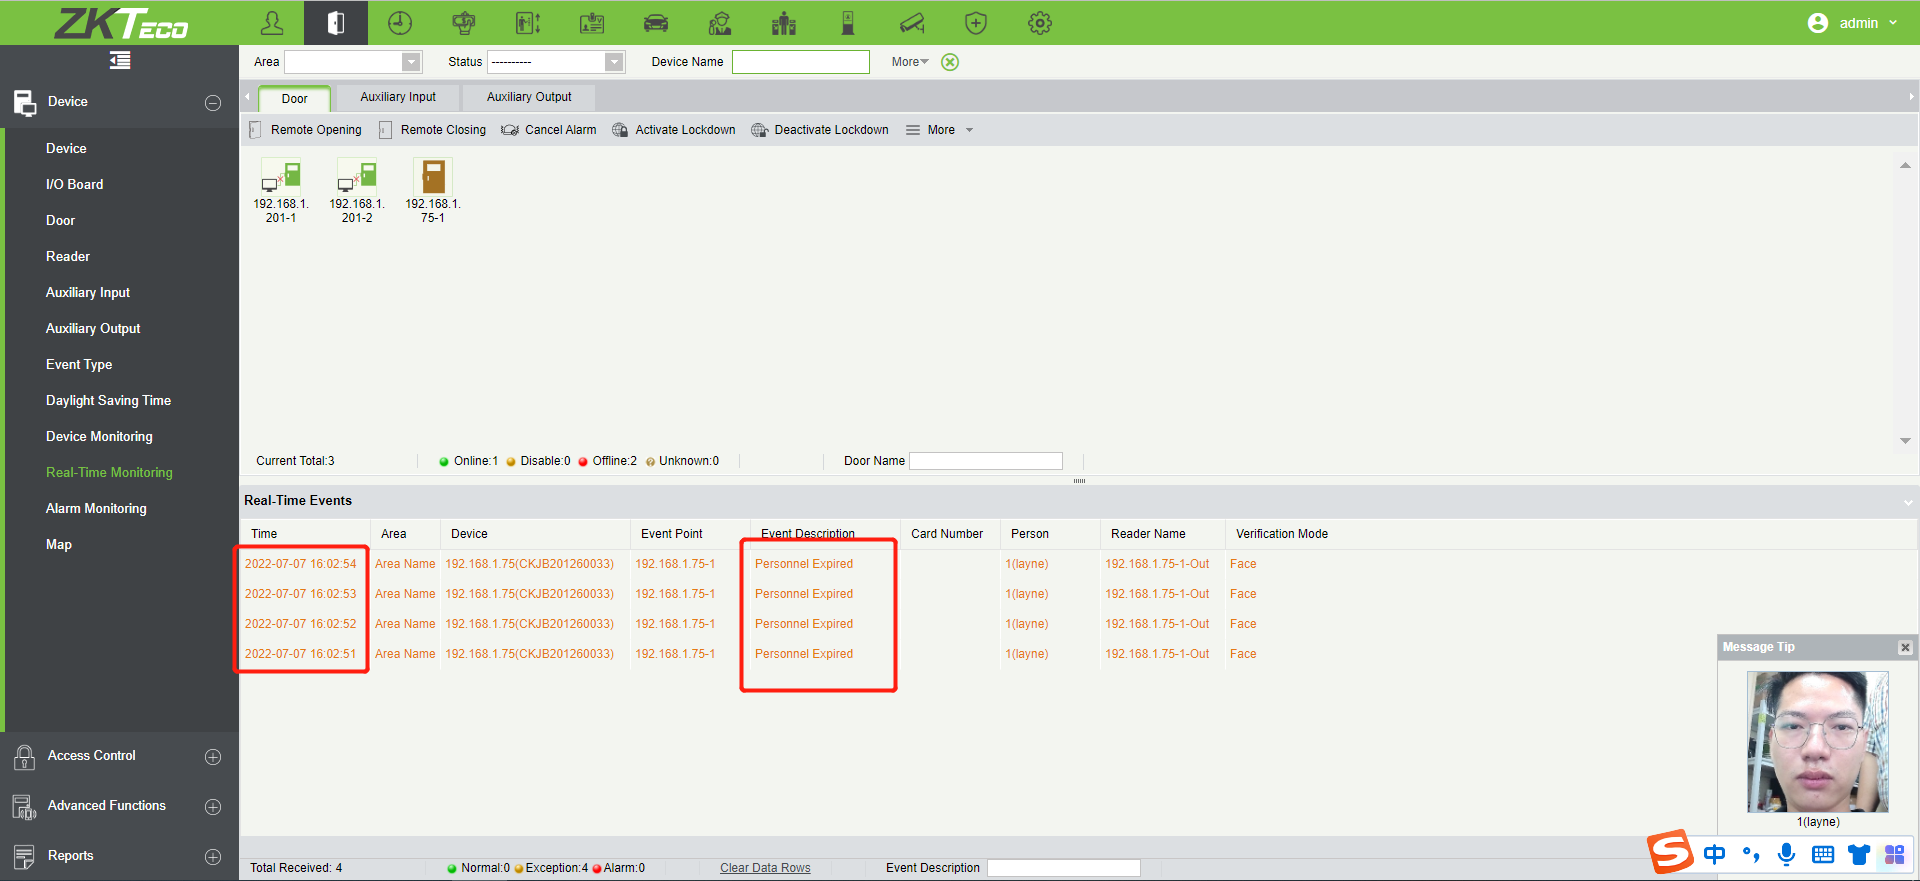 ZKTECO
admin
Device
Device
I/O Board
Door
Reader
Auxiliary Input
Auxiliary Output
Event Type
Daylight Saving Time
Device Monitoring
Real-Time Monitoring
Alarm Monitoring
Map
Access Control
Advanced Functions
Reports
Area Status ---------- Device Name More
Door Auxiliary Input Auxiliary Output
Remote Opening Remote Closing Cancel Alarm Activate Lockdown Deactivate Lockdown More
192.168.1. 192.168.1. 192.168.1.
201-1 201-2 75-1
Current Total:3 Online:1 Disable:0 Offline:2 Unknown:0 Door Name
Real-Time Events
Time Area Device Event Point Event Description Card Number Person Reader Name Verification Mode
2022-07-07 16:02:54 Area Name 192.168.1.75(CKJB201260033) 192.168.1.75-1 Personnel Expired 1(layne) 192.168.1.75-1-Out Face
2022-07-07 16:02:53 Area Name 192.168.1.75(CKJB201260033) 192.168.1.75-1 Personnel Expired 1(layne) 192.168.1.75-1-Out Face
2022-07-07 16:02:52 Area Name 192.168.1.75(CKJB201260033) 192.168.1.75-1 Personnel Expired 1(layne) 192.168.1.75-1-Out Face
2022-07-07 16:02:51 Area Name 192.168.1.75(CKJB201260033) 192.168.1.75-1 Personnel Expired 1(layne) 192.168.1.75-1-Out Face
Message Tip
1(layne)
S 中 °,
Total Received: 4 Normal:0 Exception:4 Alarm:0 Clear Data Rows Event Description